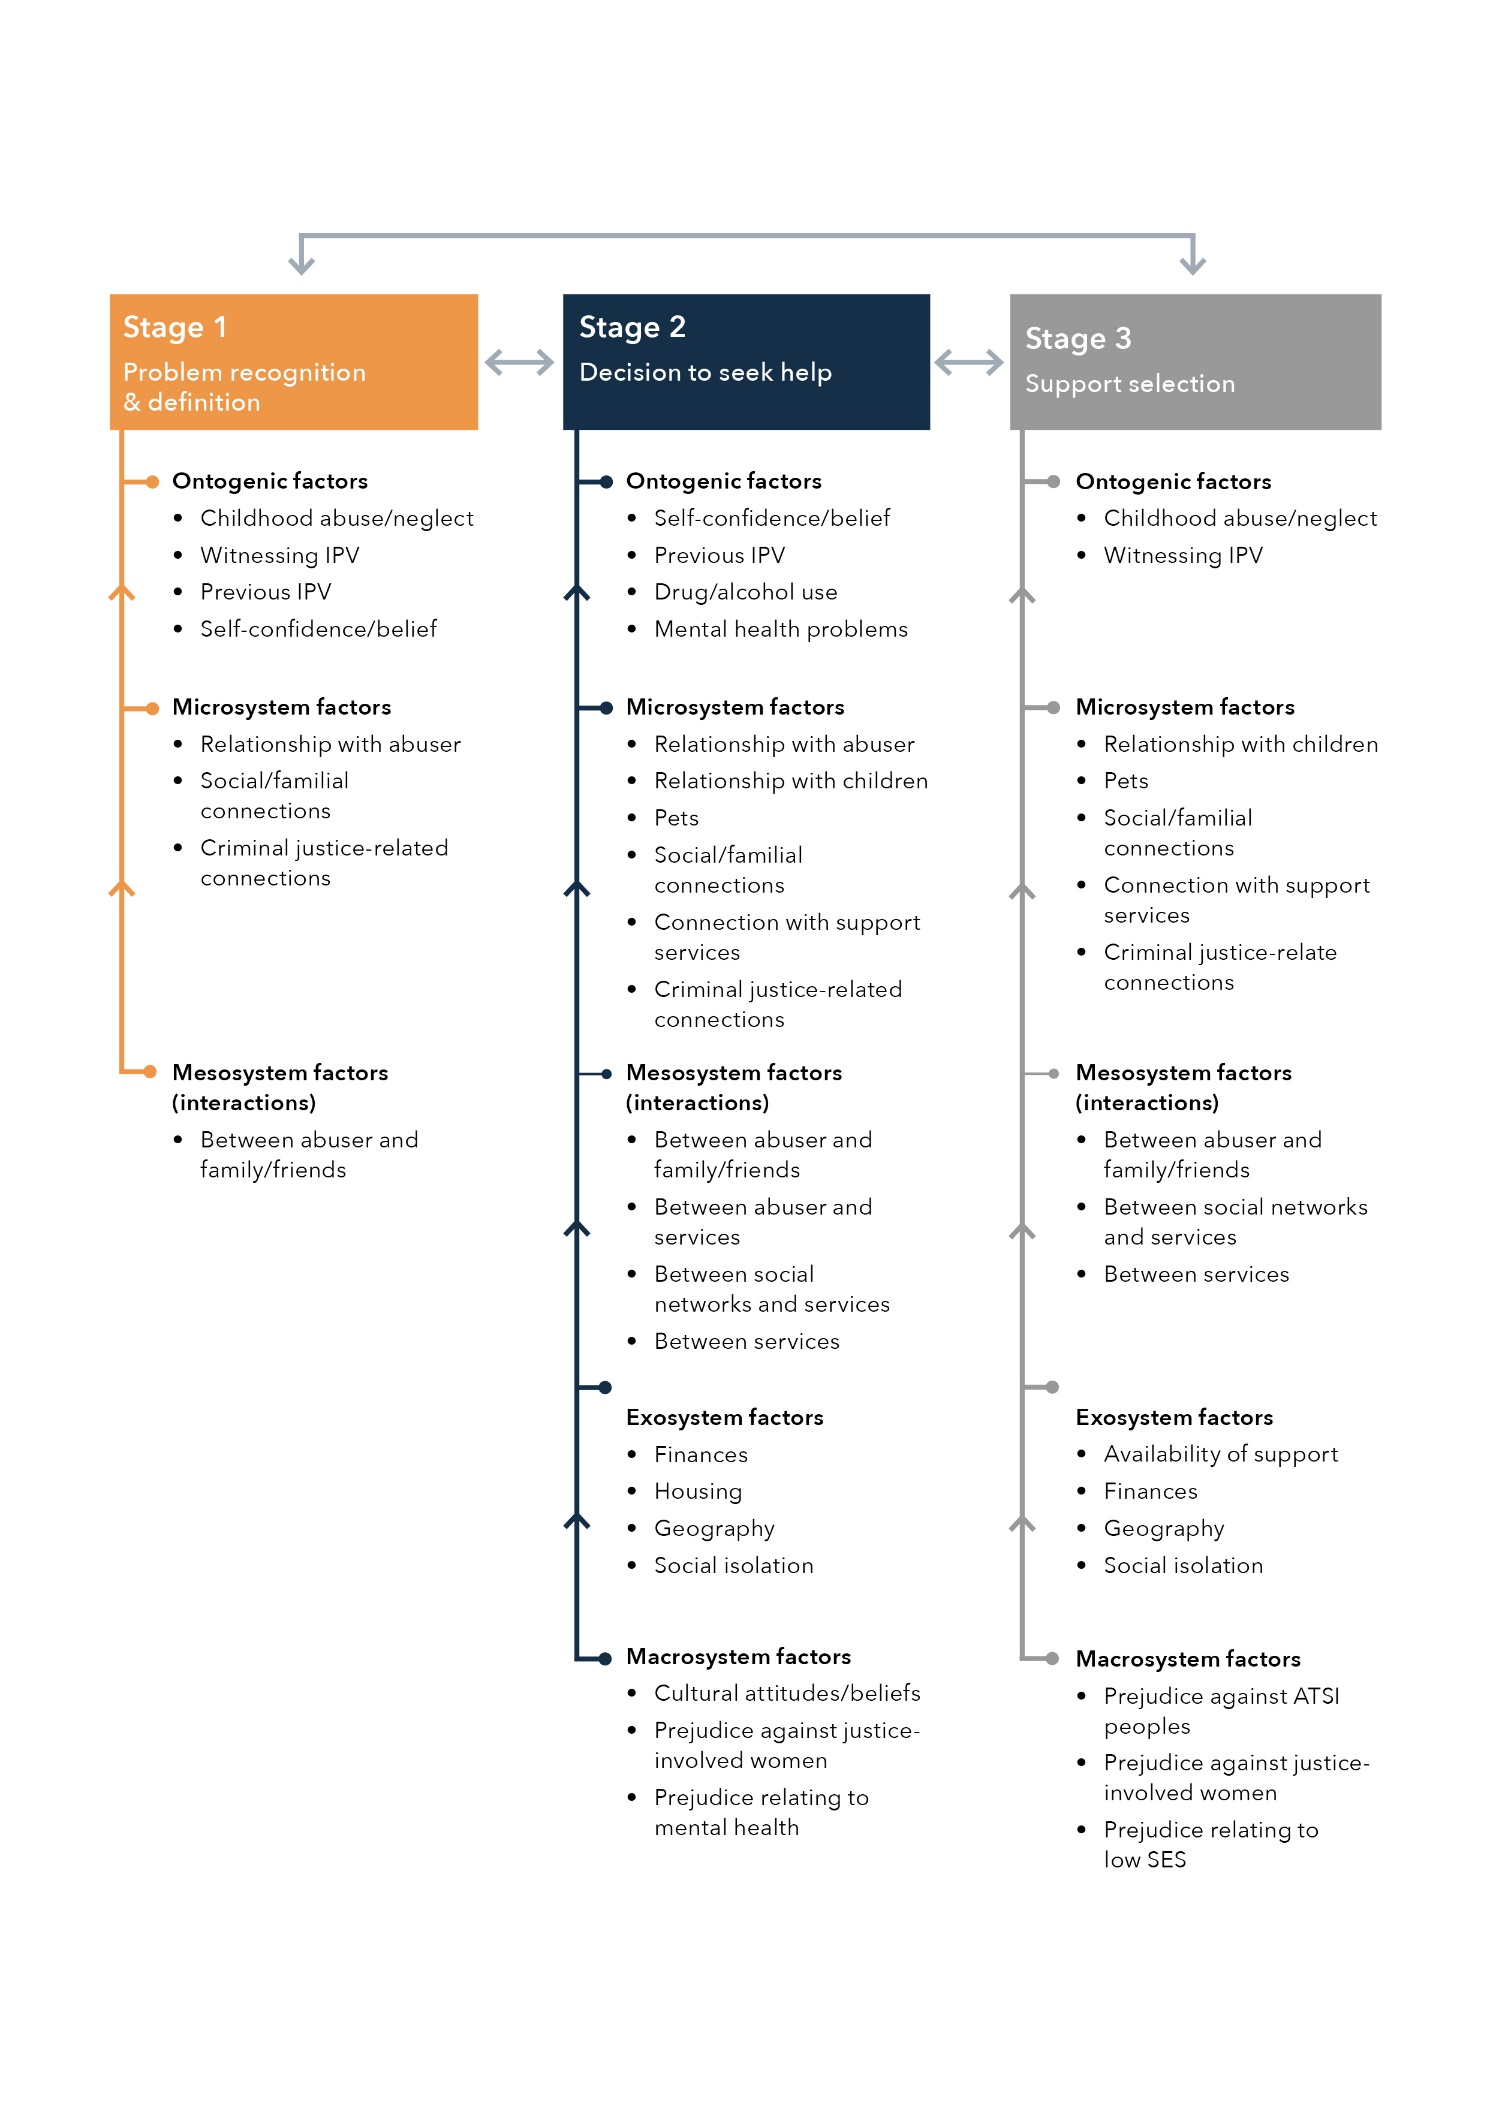 Stage 1
Problem recognition
& definition
Ontogenic factors
• Childhood abuse/neglect
• Witnessing IPV
• Previous IPV
• Self-confidence/belief
Microsystem factors
• Relationship with abuser
• Social/familial
connections
• Criminal justice-related
connections
Mesosystem factors
(interactions)
• Between abuser and
family/friends
Stage 2
Decision to seek help
Ontogenic factors
• Self-confidence/belief
• Previous IPV
• Drug/alcohol use
• Mental health problems
Microsystem factors
• Relationship with abuser
• Relationship with children
• Pets
• Social/familial
connections
• Connection with support
services
• Criminal justice-related
connections
Mesosystem factors
(interactions)
• Between abuser and
family/friends
• Between abuser and
services
• Between social
networks and services
• Between services
Exosystem factors
• Finances
• Housing
• Geography
• Social isolation
Macrosystem factors
• Cultural attitudes/beliefs
• Prejudice against justice-
involved women
• Prejudice relating to
mental health
Stage 3
Support selection
Ontogenic factors
• Childhood abuse/neglect
• Witnessing IPV
Microsystem factors
• Relationship with children
• Pets
• Social/familial
connections
• Connection with support
services
• Criminal justice-relate
connections
Mesosystem factors
(interactions)
• Between abuser and
family/friends
• Between social networks
and services
• Between services
Exosystem factors
• Availability of support
• Finances
• Geography
• Social isolation
Macrosystem factors
• Prejudice against ATSI
peoples
• Prejudice against justice-
involved women
• Prejudice relating to
low SES